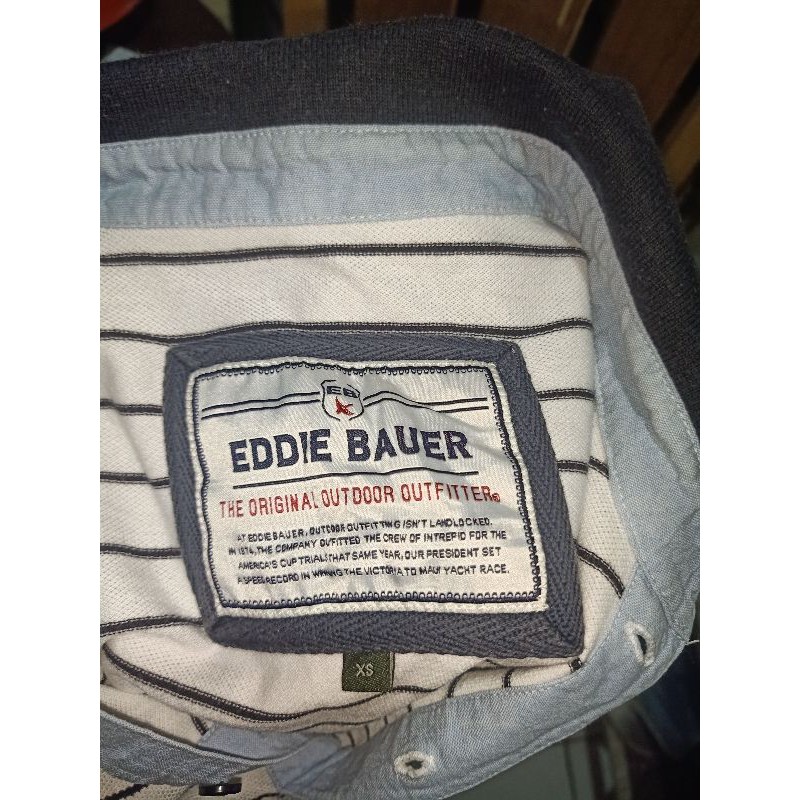 EB
EDDIE BAUER
THE ORIGINAL OUTDOOR OUTFITTER®
AT EDDIE BAUER, OUTDOOR OUTFITTING ISN'T LANDLOCKED.
IN 1974, THE COMPANY OUTFITTED THE CREW OF INTREPID FOR THE
AMERICA'S CUP TRIALS THAT SAME YEAR, OUR PRESIDENT SET
A SPEED RECORD IN WINNING THE VICTORIA TO MAUI YACHT RACE.
XS